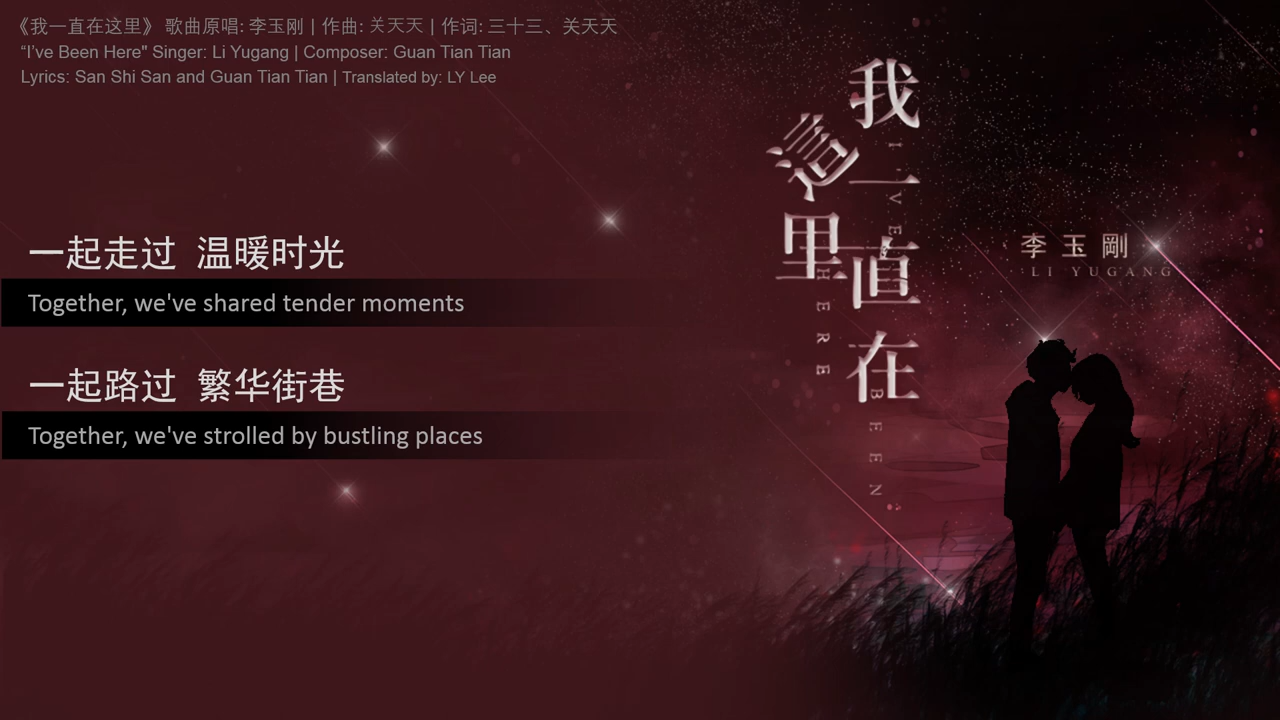 《我一直在这里》 歌曲原唱: 李玉刚 | 作曲: 关天天 | 作词: 三十三、关天天
“I’ve Been Here" Singer: Li Yugang | Composer: Guan Tian Tian
Lyrics: San Shi San and Guan Tian Tian | Translated by: LY Lee
一起走过 温暖时光
Together, we've shared tender moments
一起路过 繁华街巷
Together, we've strolled by bustling places
我一直在
這里
I'VE BEEN
HERE
李玉剛
LI YUGANG